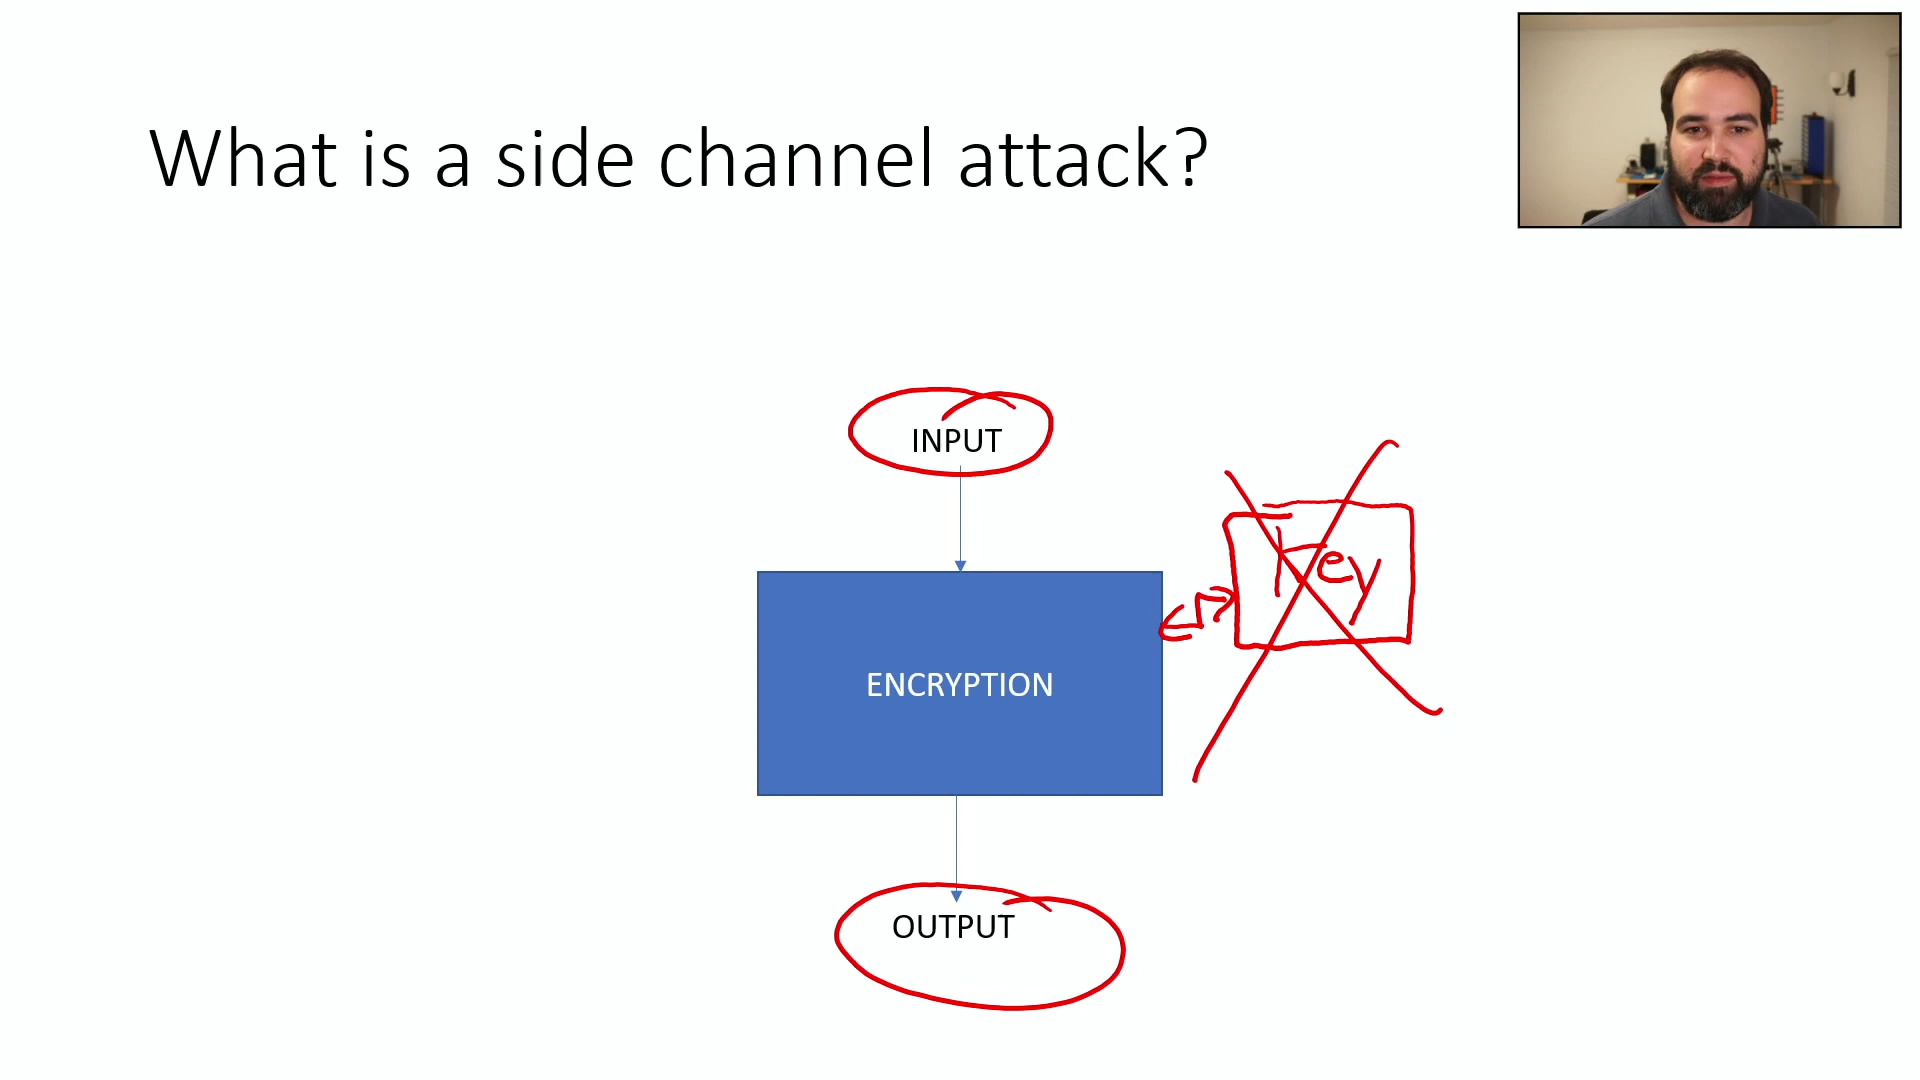 What is a side channel attack?
INPUT
Key
ENCRYPTION
OUTPUT